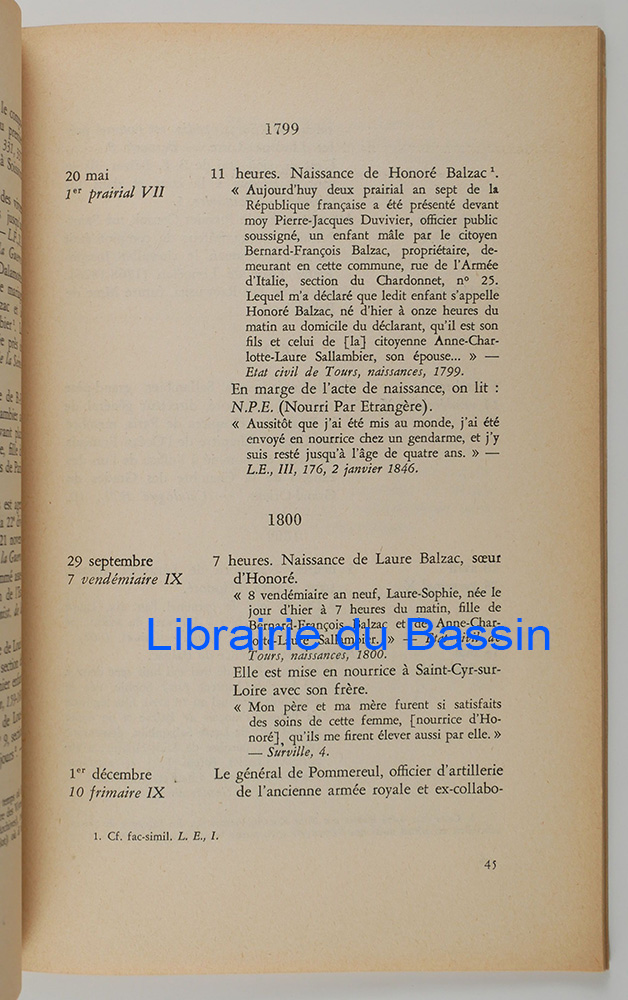 1799
20 mai
1er prairial VII
11 heures. Naissance de Honoré Balzac 1.
« Aujourd'huy deux prairial an sept de la
République française a été présenté devant
moy Pierre-Jacques Duvivier, officier public
soussigné, un enfant mâle par le citoyen
Bernard-François Balzac, propriétaire, de-
meurant en cette commune, rue de l'Armée
d'Italie, section du Chardonnet, n° 25.
Lequel m'a déclaré que ledit enfant s'appelle
Honoré Balzac, né d'hier à onze heures du
matin au domicile du déclarant, qu'il est son
fils et celui de [la] citoyenne Anne-Char-
lotte-Laure Sallambier, son épouse... » —
Etat civil de Tours, naissances, 1799.
En marge de l'acte de naissance, on lit :
N.P.E. (Nourri Par Etrangère).
« Aussitôt que j'ai été mis au monde, j'ai été
envoyé en nourrice chez un gendarme, et j'y
suis resté jusqu'à l'âge de quatre ans. » —
L.E., III, 176, 2 janvier 1846.
1800
29 septembre
7 vendémiaire IX
7 heures. Naissance de Laure Balzac, sœur
d'Honoré.
« 8 vendémiaire an neuf, Laure-Sophie, née le
jour d'hier à 7 heures du matin, fille de
Bernard-François Balzac et de Anne-Char-
lotte-Laure Sallambier. » — Etat civil de
Tours, naissances, 1800.
Librairie du Bassin
Elle est mise en nourrice à Saint-Cyr-sur-
Loire avec son frère.
« Mon père et ma mère furent si satisfaits
des soins de cette femme, [nourrice d'Ho-
noré], qu'ils me firent élever aussi par elle. »
— Surville, 4.
1er décembre
10 frimaire IX
Le général de Pommereul, officier d'artillerie
de l'ancienne armée royale et ex-collabo-
1. Cf. fac-simil. L. E., I.
45